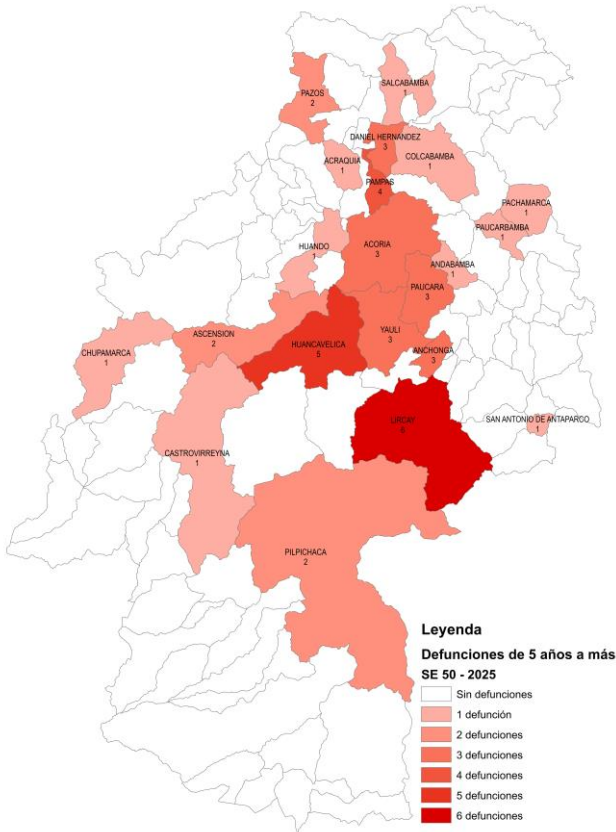 SALCABAMBA
1
PAZOS
2
DANIEL HERNANDEZ
3
ACRAQUIA
1
COLCABAMBA
1
PAMPAS
4
PACHAMARCA
1
PAUCARBAMBA
1
HUANDO
1
ACORIA
3
ANDABAMBA
1
PAUCARA
3
ASCENSION
2
YAULI
3
HUANCAVELICA
5
ANCHONGA
3
CHUPAMARCA
1
SAN ANTONIO DE ANTAPARCO
1
LIRCAY
6
CASTROVIRREYNA
1
PILPICHACA
2
Leyenda
Defunciones de 5 años a más
SE 50 - 2025
Sin defunciones
1 defunción
2 defunciones
3 defunciones
4 defunciones
5 defunciones
6 defunciones